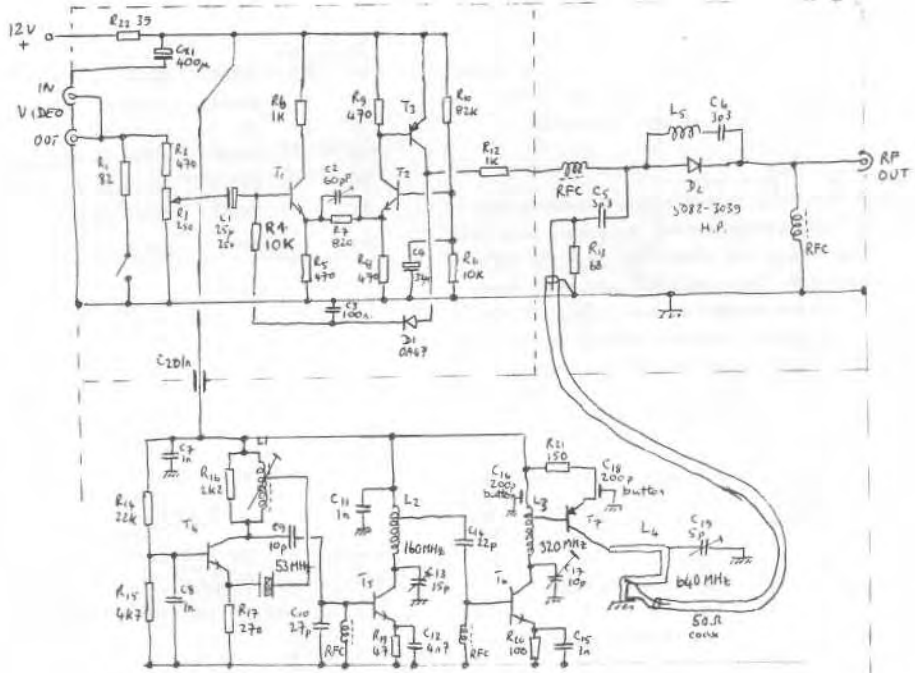 12V
+
R22 39
C21
400μ
IN
VIDEO
OUT
R1
82
R2
470
R3
250
C1
25μ
25v
R4
10K
R6
1K
T1
R5
470
C2
60pF
R7
820
R9
470
T3
T2
R8
470
C4
R10
82K
10K
C3
100n
D1
OA47
R12
1K
RFC
C5
3p3
R13
68
L5
C6
3p3
D2
5082-3039
H.P.
RFC
RF
OUT
C20 1n
C7
1n
R14
22K
R15
4K7
C8
1n
R16
2K2
L1
T4
R17
270
C9
10p
53MHz
C10
27p
RFC
C11
1n
L2
160MHz
T5
C13
15p
R19
47
C12
4n7
C14
22p
RFC
C16
200p
button
L3
T6
320MHz
C17
10p
R20
100
C15
1n
R21
150
C18
200p
button
T7
L4
C19
5p
640MHz
50Ω
coax